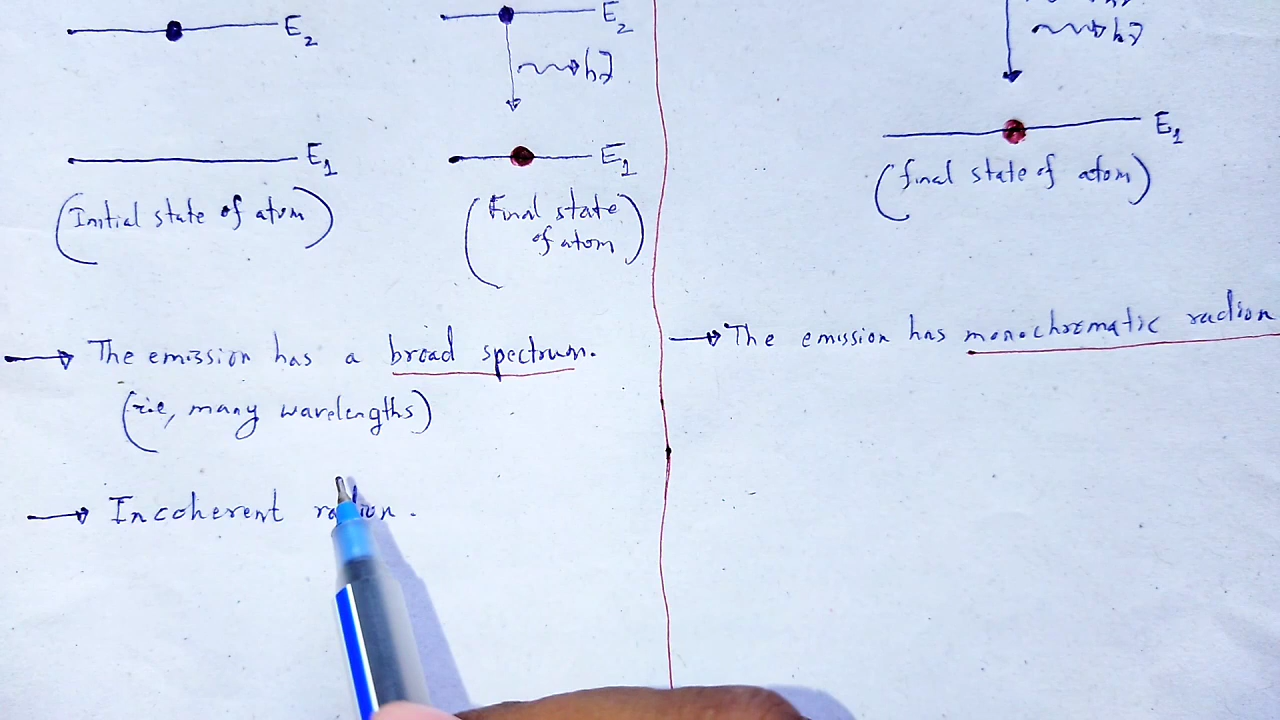 E2
E2
hν
E1
E1
(Initial state of atom)
(Final state
of atom)
→ The emission has a broad spectrum.
(i.e, many wavelengths)
→ Incoherent
hν
E1
(final state of atom)
→ The emission has monochromatic radion